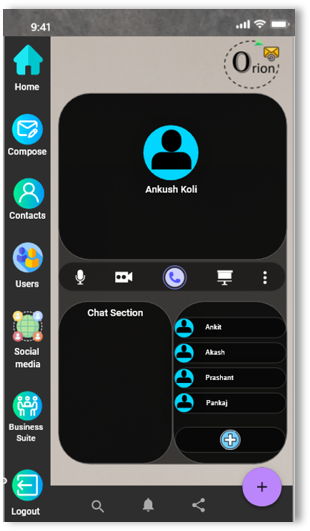 9:41
Orion
Home
Compose
Contacts
Users
Social
media
Business
Suite
Logout
Ankush Koli
Chat Section
Ankit
Akash
Prashant
Pankaj